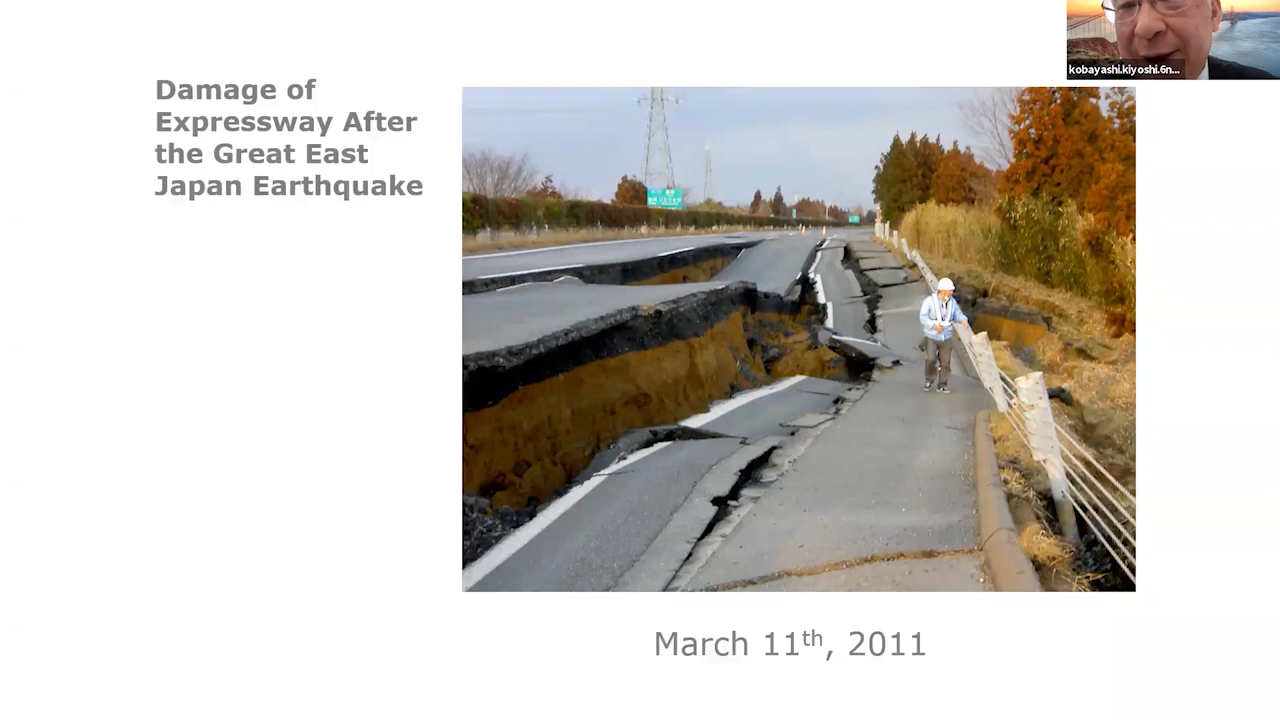 kobayashi.kiyoshi.6n...
Damage of
Expressway After
the Great East
Japan Earthquake
March 11th, 2011